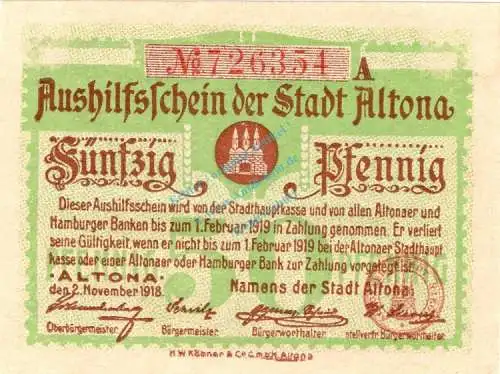 № 726354 A
Aushilfsschein der Stadt Altona
Fünfzig Pfennig
Dieser Aushilfsschein wird von der Stadthauptkasse und von allen Altonaer und
Hamburger Banken bis zum 1. Februar 1919 in Zahlung genommen. Er verliert
seine Gültigkeit, wenn er nicht bis zum 1. Februar 1919 bei der Altonaer Stadthaupt
kasse oder einer Altonaer oder Hamburger Bank zur Zahlung vorgelegt ist.
ALTONA
den 2. November 1918.
Namens der Stadt Altona:
Oberbürgermeister. Bürgermeister. Bürgerworthalter. stellvertr. Bürgerworthalter.
H.W. Köbner & Co. G.m.b.H. Altona